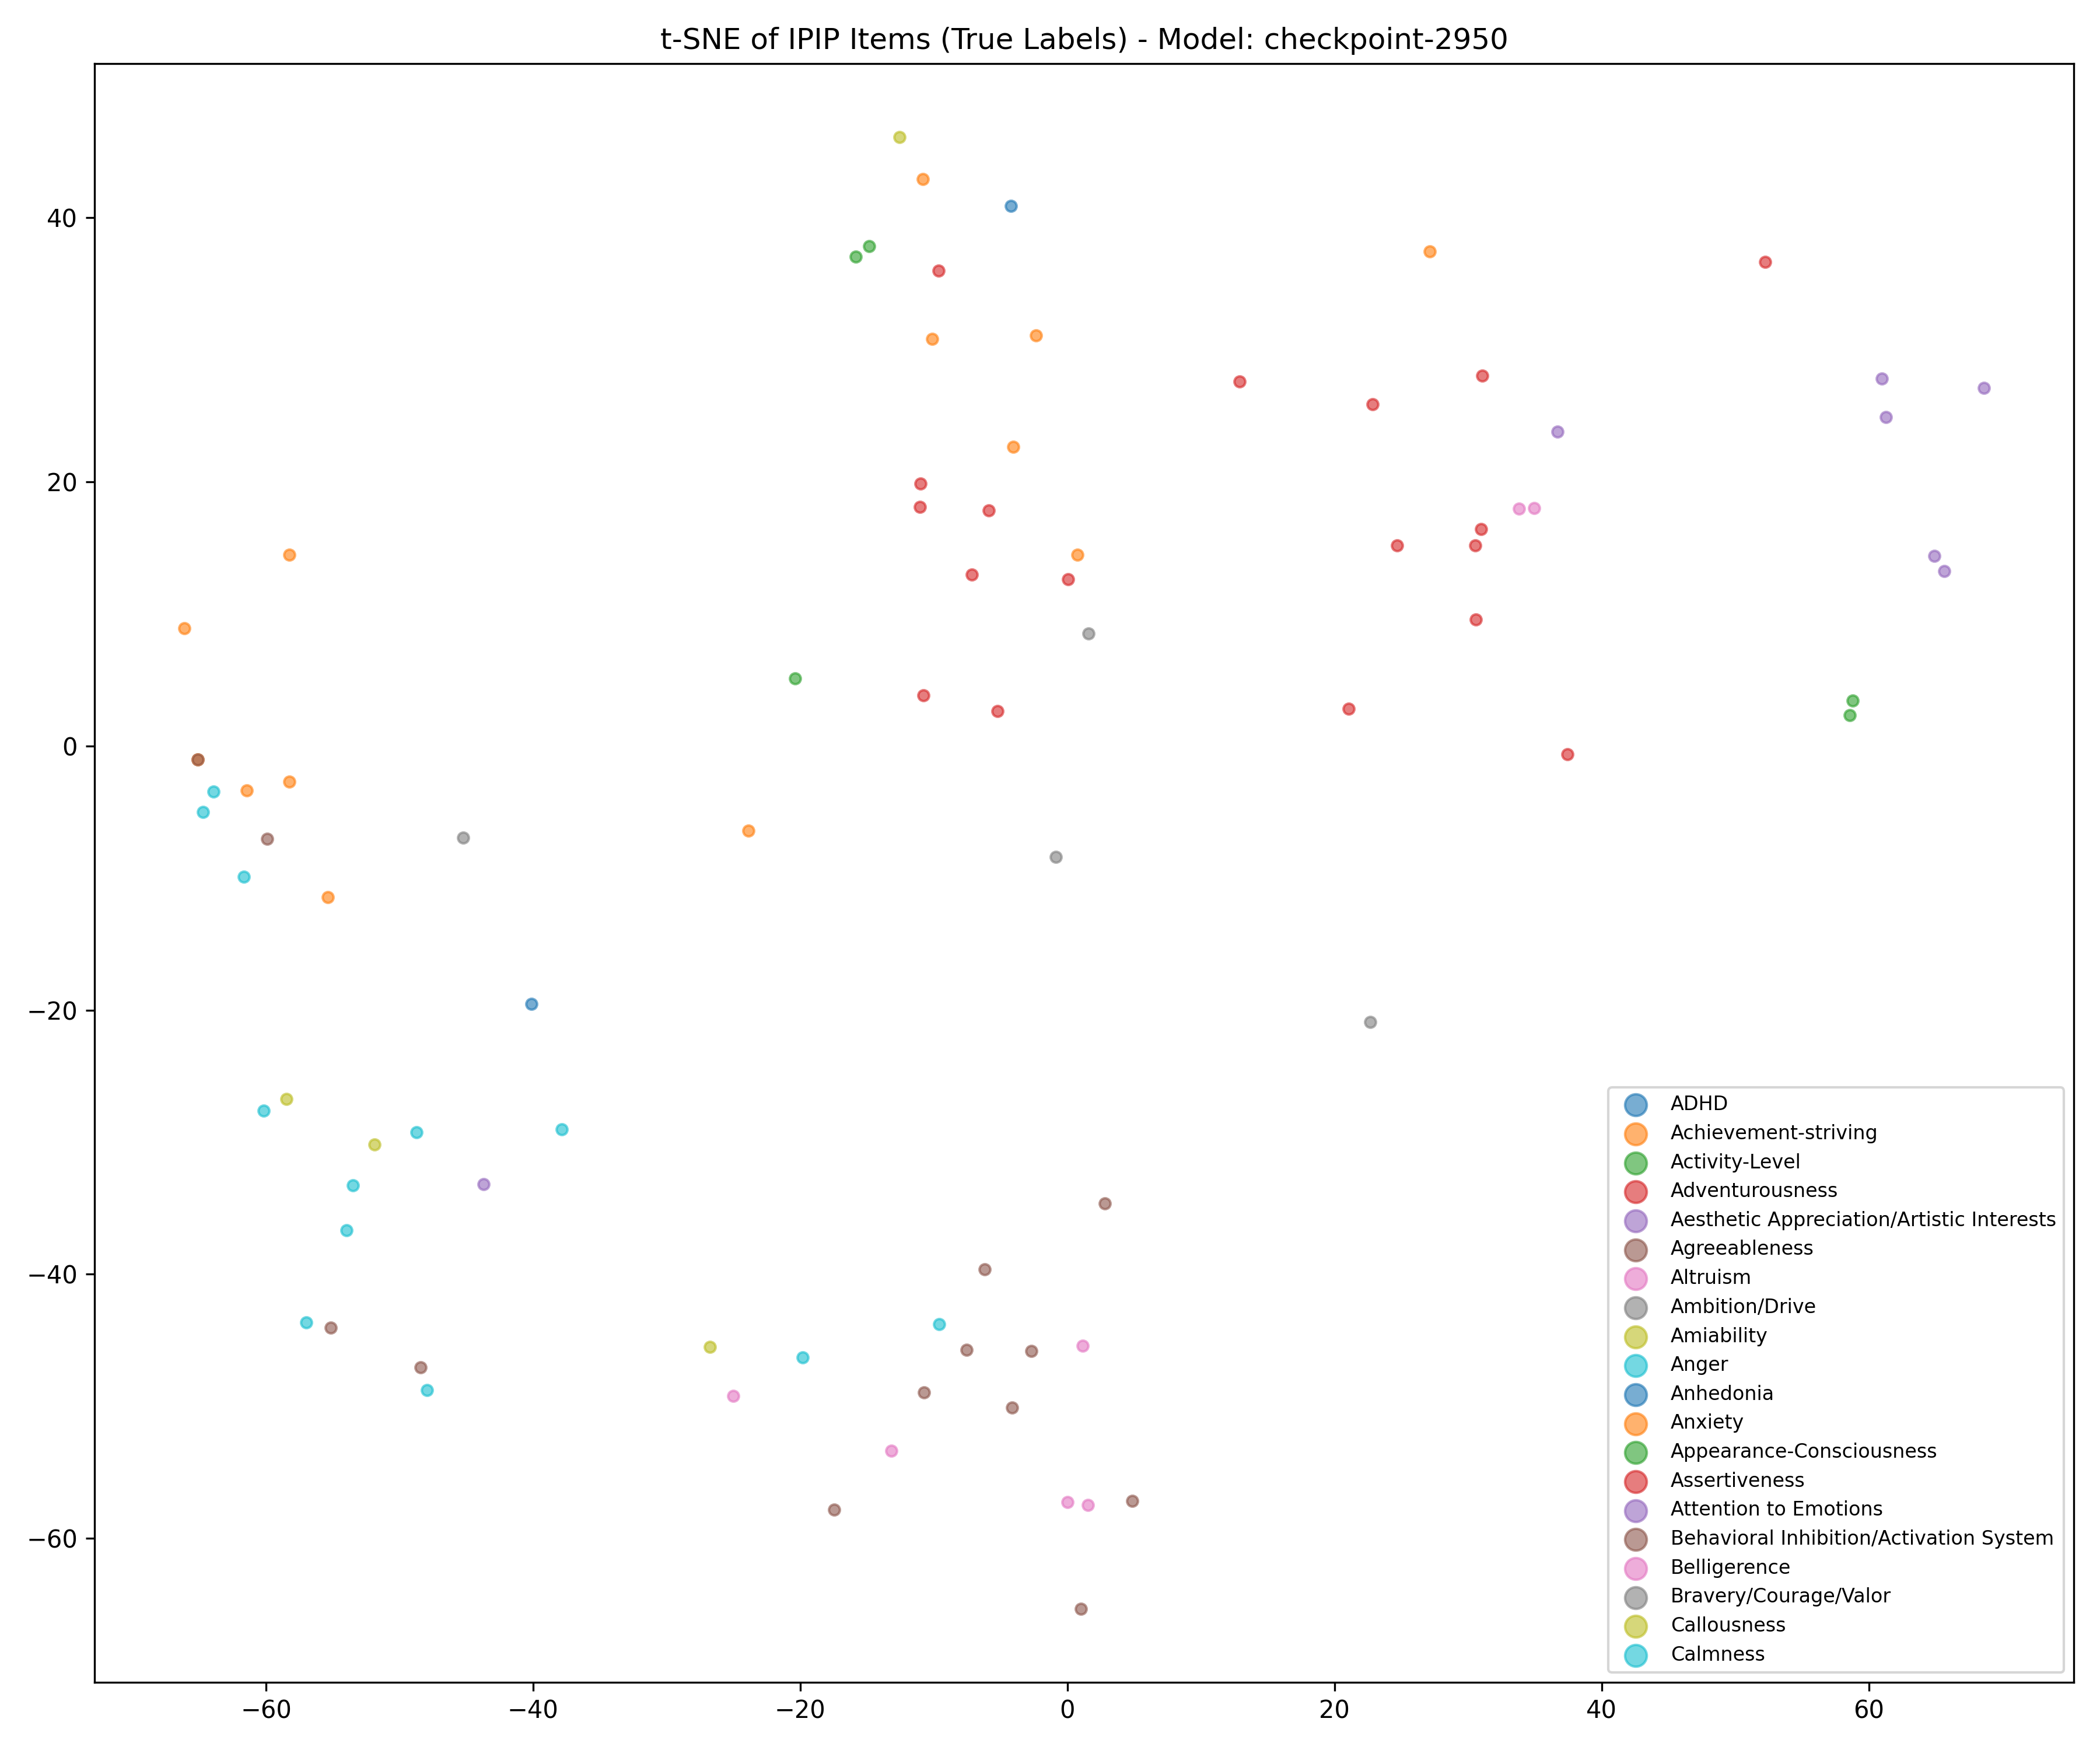 t-SNE of IPIP Items (True Labels) - Model: checkpoint-2950
40
20
0
−20
−40
−60
−60
−40
−20
0
20
40
60
ADHD
Achievement-striving
Activity-Level
Adventurousness
Aesthetic Appreciation/Artistic Interests
Agreeableness
Altruism
Ambition/Drive
Amiability
Anger
Anhedonia
Anxiety
Appearance-Consciousness
Assertiveness
Attention to Emotions
Behavioral Inhibition/Activation System
Belligerence
Bravery/Courage/Valor
Callousness
Calmness